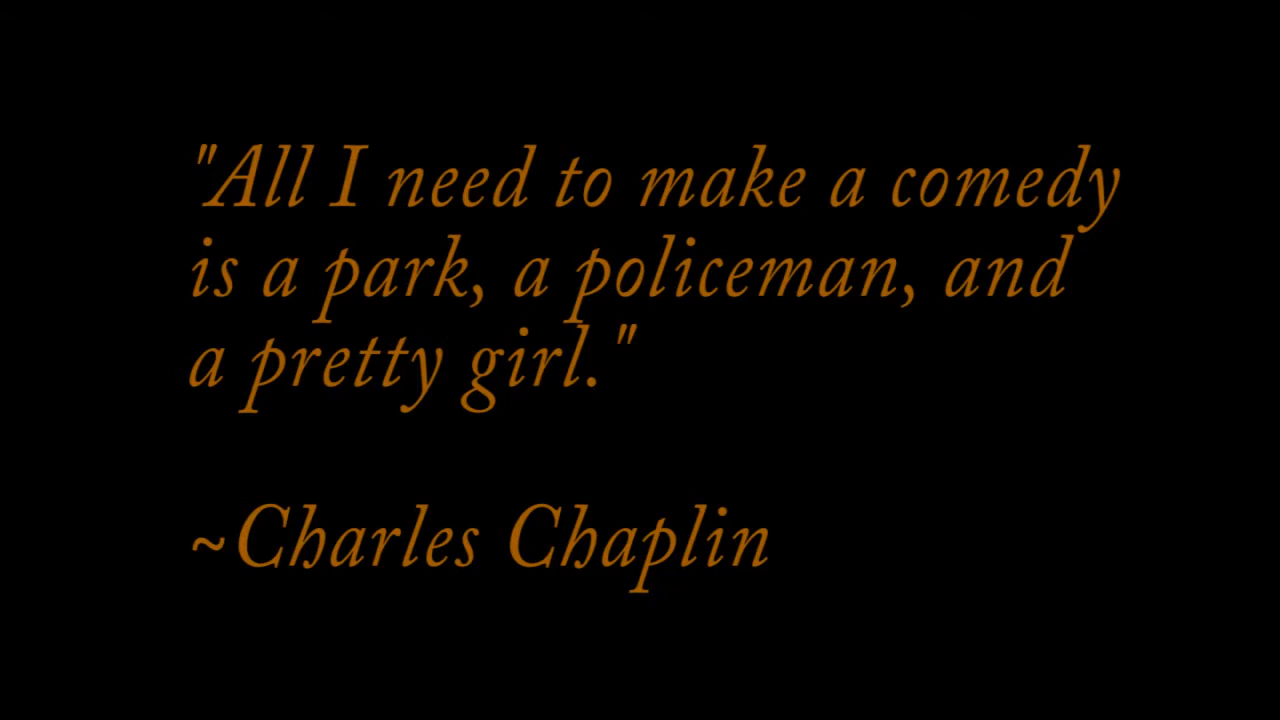 "All I need to make a comedy
is a park, a policeman, and
a pretty girl."
~Charles Chaplin